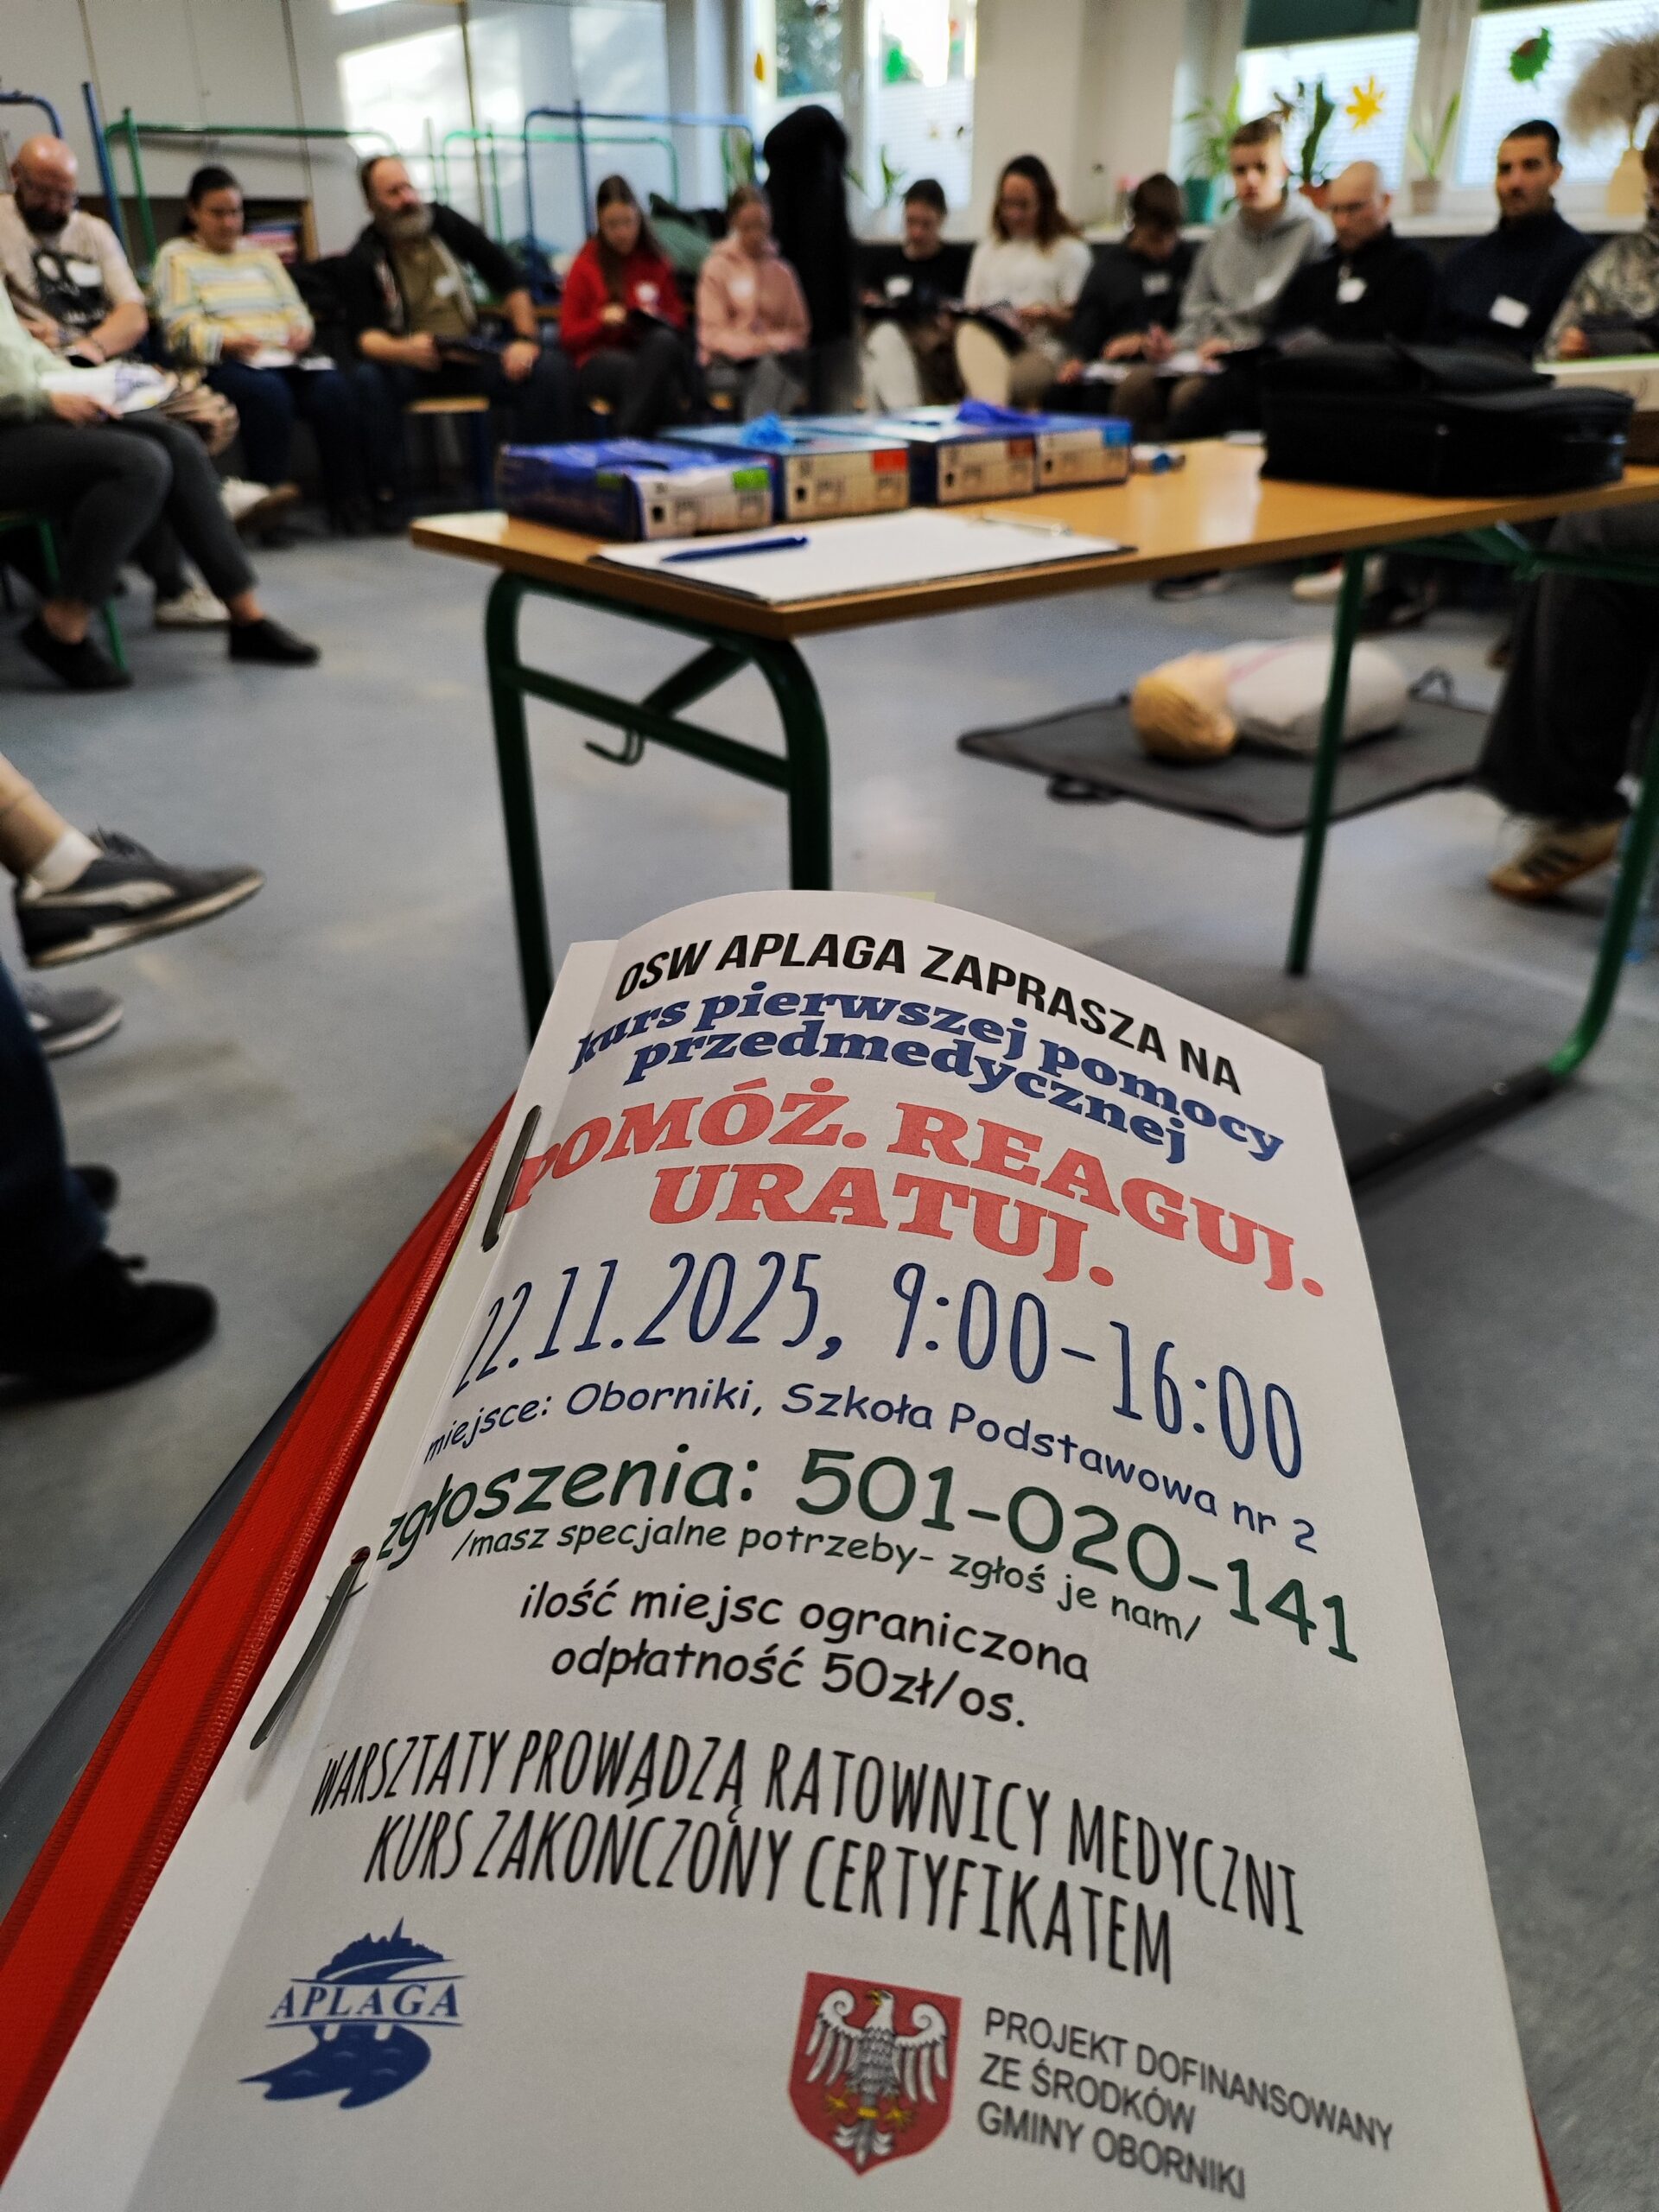 OSW APLAGA ZAPRASZA NA
kurs pierwszej pomocy
przedmedycznej
POMÓŻ. REAGUJ.
URATUJ.
22.11.2025, 9:00-16:00
miejsce: Oborniki, Szkoła Podstawowa nr 2
zgłoszenia: 501-020-141
/masz specjalne potrzeby- zgłoś je nam/
ilość miejsc ograniczona
odpłatność 50zł/os.
WARSZTATY PROWADZĄ RATOWNICY MEDYCZNI
KURS ZAKOŃCZONY CERTYFIKATEM
APLAGA
PROJEKT DOFINANSOWANY
ZE ŚRODKÓW
GMINY OBORNIKI